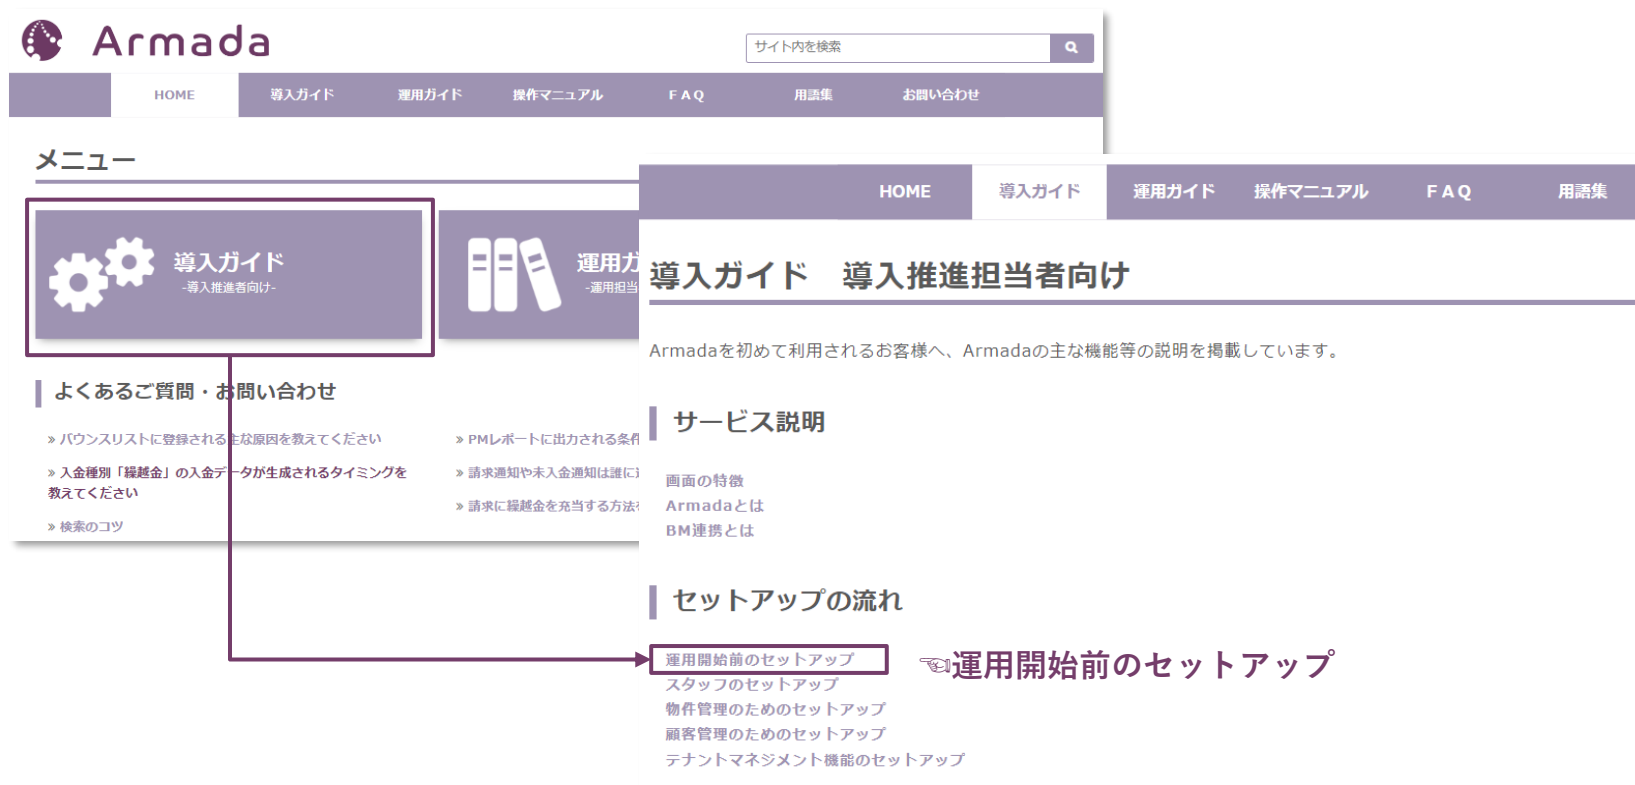 Armada
サイト内を検索
HOME 導入ガイド 運用ガイド 操作マニュアル F A Q 用語集 お問い合わせ
メニュー
導入ガイド
-導入推進者向け-
運用ガ
-運用担当
よくあるご質問・お問い合わせ
» バウンスリストに登録される主な原因を教えてください
» 入金種別「繰越金」の入金データが生成されるタイミングを
教えてください
» 検索のコツ
» PMレポートに出力される条件
» 請求通知や未入金通知は誰に
» 請求に繰越金を充当する方法
HOME 導入ガイド 運用ガイド 操作マニュアル F A Q 用語集
導入ガイド 導入推進担当者向け
Armadaを初めて利用されるお客様へ、Armadaの主な機能等の説明を掲載しています。
サービス説明
画面の特徴
Armadaとは
BM連携とは
セットアップの流れ
運用開始前のセットアップ
☜運用開始前のセットアップ
スタッフのセットアップ
物件管理のためのセットアップ
顧客管理のためのセットアップ
テナントマネジメント機能のセットアップ